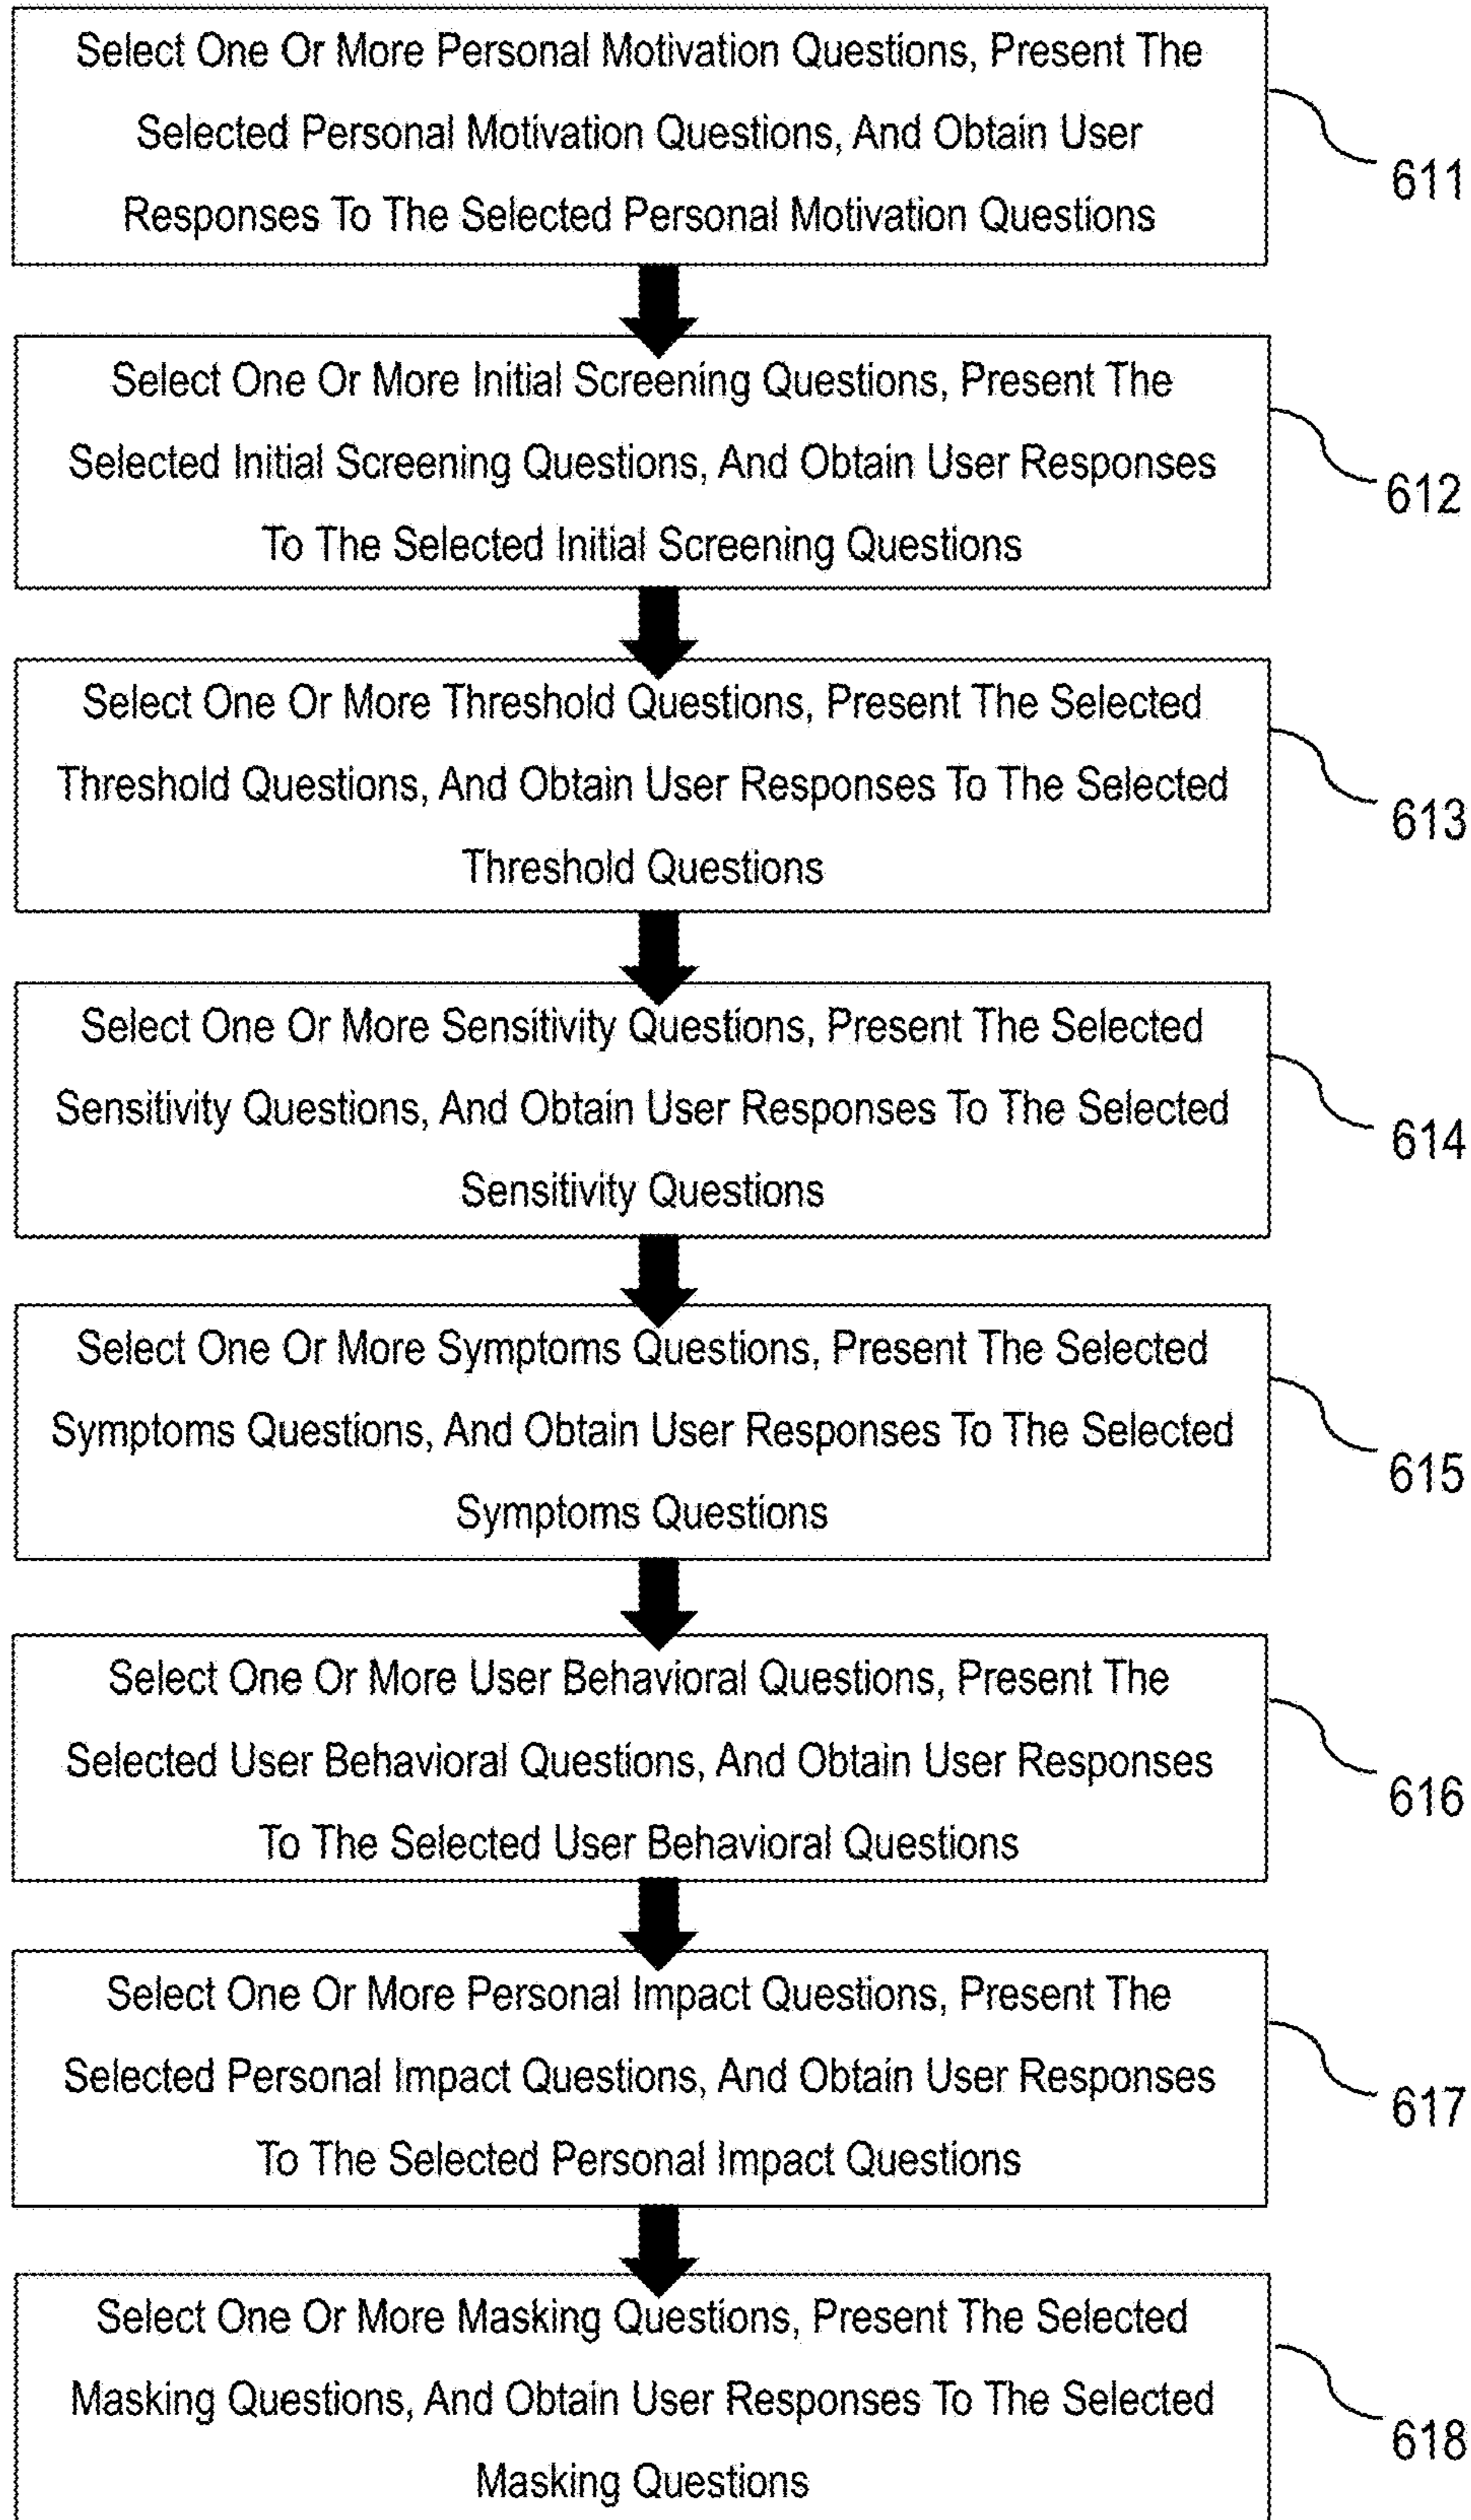 Select One Or More Personal Motivation Questions, Present The
Selected Personal Motivation Questions, And Obtain User
Responses To The Selected Personal Motivation Questions
611
Select One Or More Initial Screening Questions, Present The
Selected Initial Screening Questions, And Obtain User Responses
To The Selected Initial Screening Questions
612
Select One Or More Threshold Questions, Present The Selected
Threshold Questions, And Obtain User Responses To The Selected
Threshold Questions
613
Select One Or More Sensitivity Questions, Present The Selected
Sensitivity Questions, And Obtain User Responses To The Selected
Sensitivity Questions
614
Select One Or More Symptoms Questions, Present The Selected
Symptoms Questions, And Obtain User Responses To The Selected
Symptoms Questions
615
Select One Or More User Behavioral Questions, Present The
Selected User Behavioral Questions, And Obtain User Responses
To The Selected User Behavioral Questions
616
Select One Or More Personal Impact Questions, Present The
Selected Personal Impact Questions, And Obtain User Responses
To The Selected Personal Impact Questions
617
Select One Or More Masking Questions, Present The Selected
Masking Questions, And Obtain User Responses To The Selected
Masking Questions
618